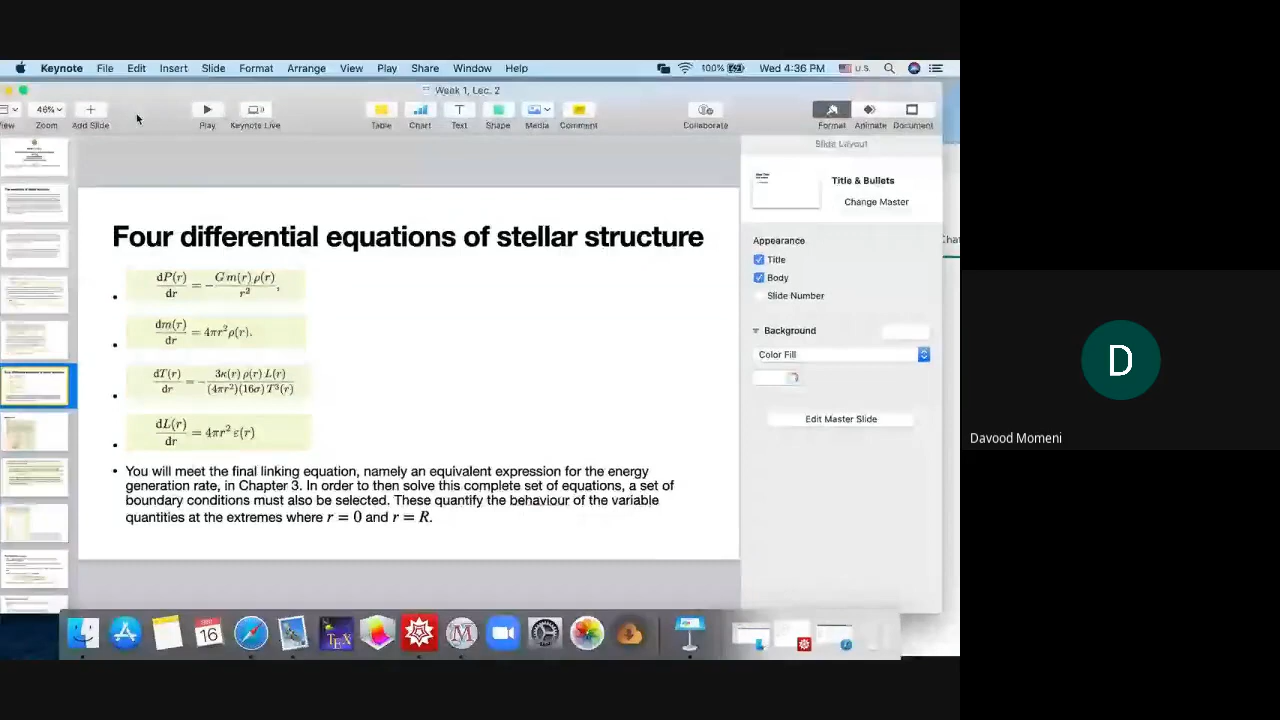 Keynote File Edit Insert Slide Format Arrange View Play Share Window Help 100% Wed 4:36 PM U.S.
Week 1, Lec. 2
46%
View Zoom Add Slide Play Keynote Live Table Chart Text Shape Media Comment Collaborate Format Animate Document
Slide Layout
Title & Bullets
Change Master
Appearance
Title
Body
Slide Number
Background
Color Fill
Edit Master Slide
Four differential equations of stellar structure
dP(r)/dr = −G m(r) ρ(r)/r²,
dm(r)/dr = 4πr²ρ(r).
dT(r)/dr = −3κ(r) ρ(r) L(r)/(4πr²)(16σ) T³(r)
dL(r)/dr = 4πr² ε(r)
• You will meet the final linking equation, namely an equivalent expression for the energy
generation rate, in Chapter 3. In order to then solve this complete set of equations, a set of
boundary conditions must also be selected. These quantify the behaviour of the variable
quantities at the extremes where r = 0 and r = R.
16
TEX
D
Davood Momeni